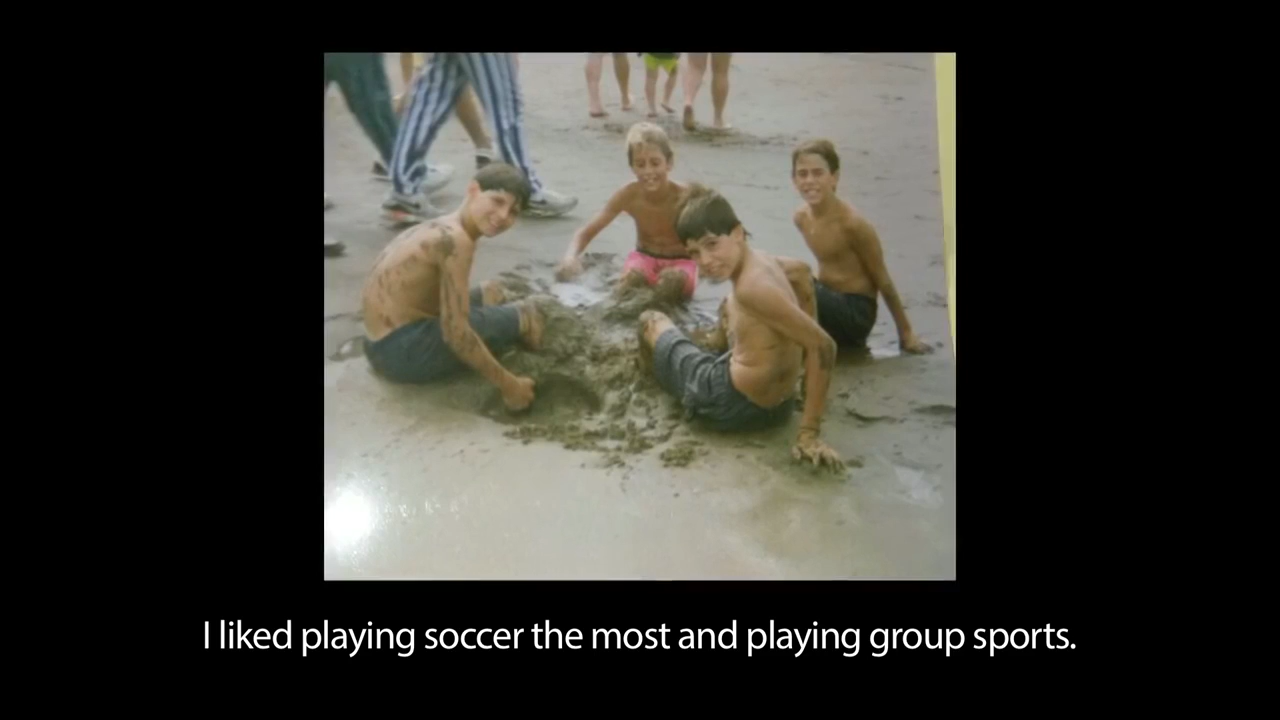 I liked playing soccer the most and playing group sports.